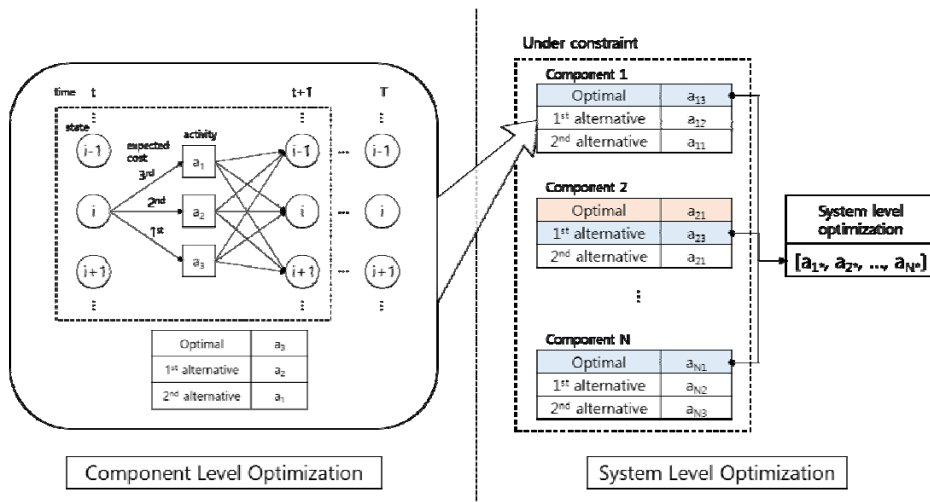 time t t+1 T
state
i-1 i-1 i-1
i i i
i+1 i+1 i+1
expected
cost
activity
3rd
2nd
1st
a1
a2
a3
Optimal a3
1st alternative a2
2nd alternative a1
Component Level Optimization
Under constraint
Component 1
Optimal a13
1st alternative a12
2nd alternative a11
Component 2
Optimal a21
1st alternative a23
2nd alternative a21
Component N
Optimal aN1
1st alternative aN2
2nd alternative aN3
System level
optimization
[a1*, a2*, ..., aN*]
System Level Optimization